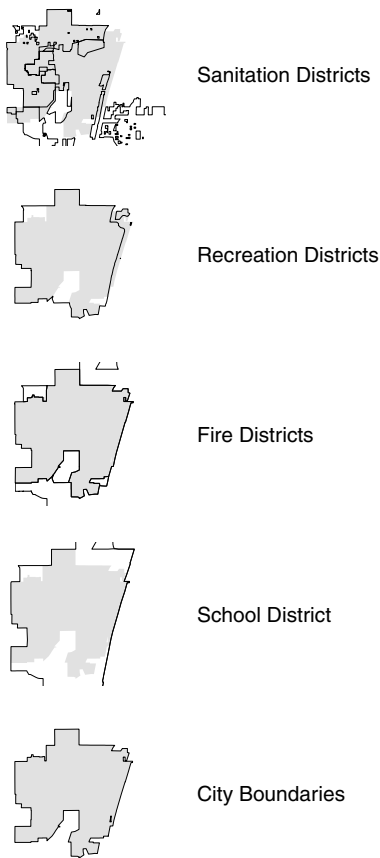 Sanitation Districts
Recreation Districts
Fire Districts
School District
City Boundaries